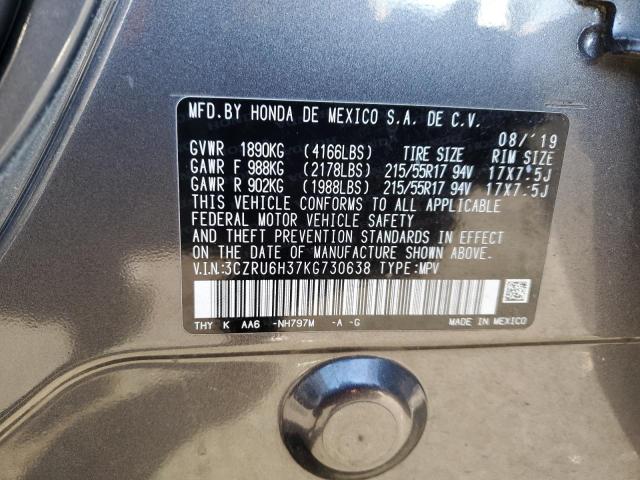 MFD.BY HONDA DE MEXICO S.A. DE C.V.
08/'19
GVWR 1890KG (4166LBS) TIRE SIZE RIM SIZE
GAWR F 988KG (2178LBS) 215/55R17 94V 17X7.5J
GAWR R 902KG (1988LBS) 215/55R17 94V 17X7.5J
THIS VEHICLE CONFORMS TO ALL APPLICABLE
FEDERAL MOTOR VEHICLE SAFETY
AND THEFT PREVENTION STANDARDS IN EFFECT
ON THE DATE OF MANUFACTURE SHOWN ABOVE.
V.I.N:3CZRU6H37KG730638 TYPE:MPV
THY K AA6 -NH797M -A -G MADE IN MEXICO